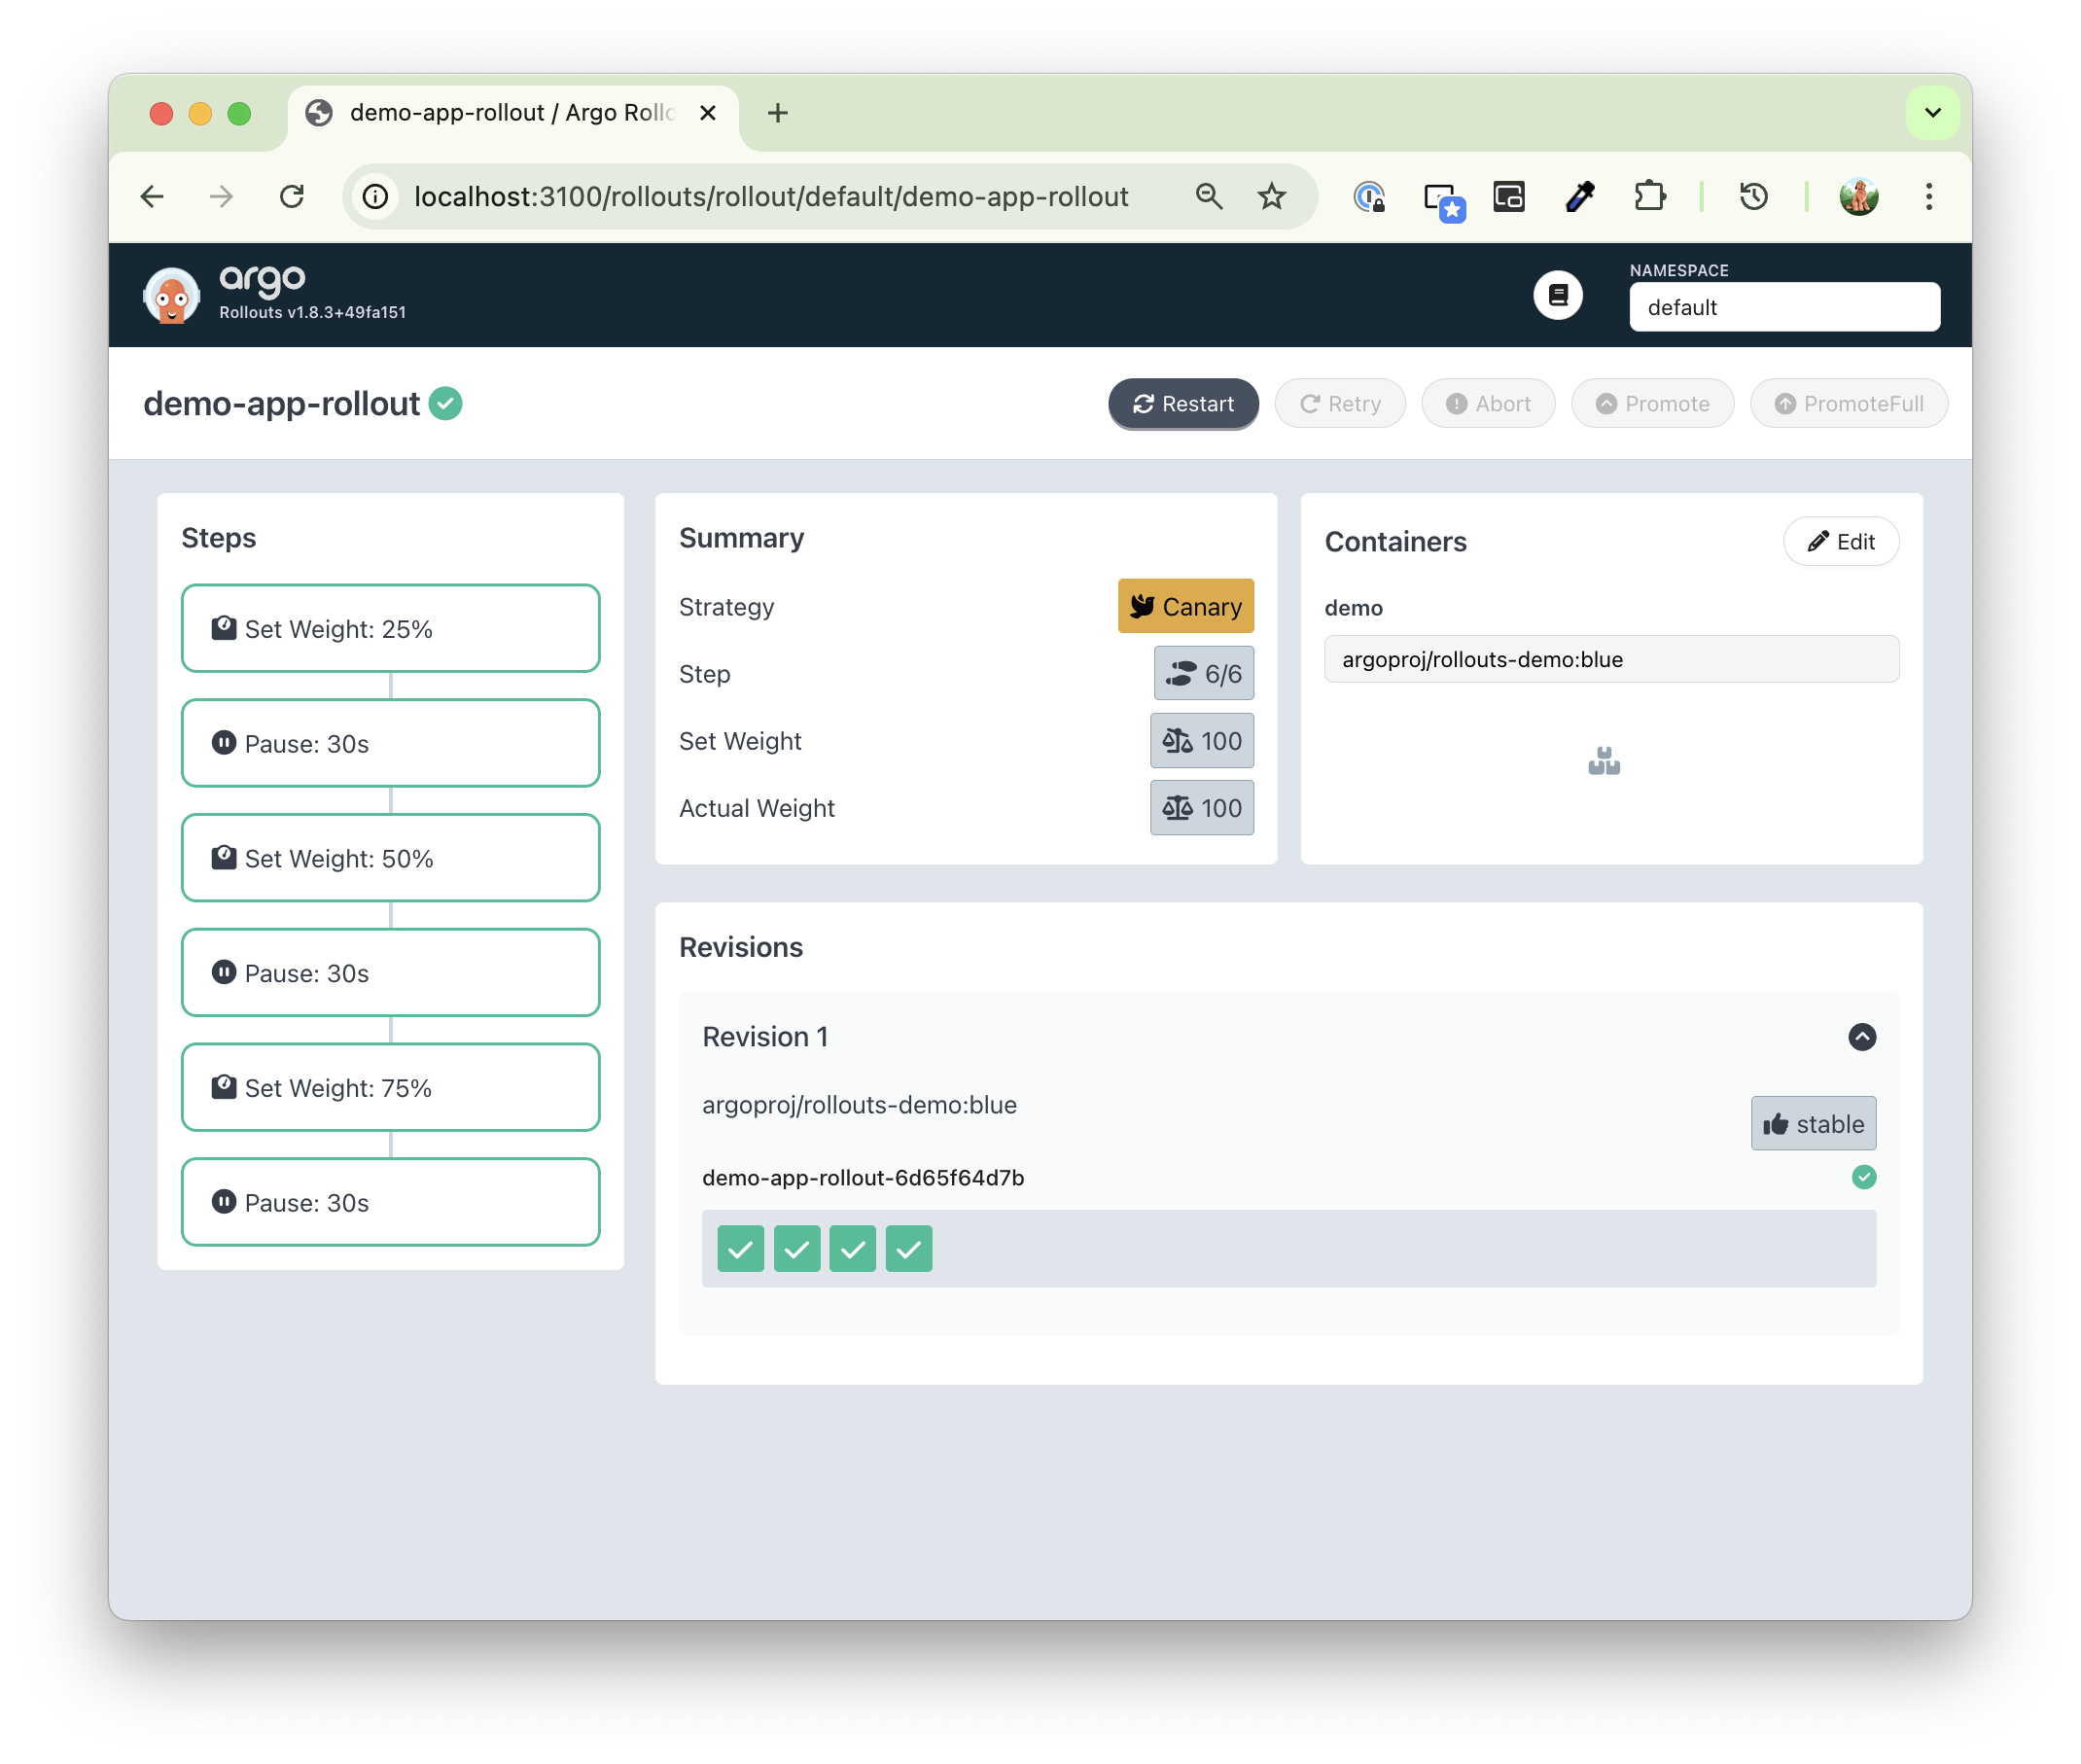 demo-app-rollout / Argo Rollo
localhost:3100/rollouts/rollout/default/demo-app-rollout
argo
Rollouts v1.8.3+49fa151
NAMESPACE
default
demo-app-rollout
Restart
Retry
Abort
Promote
PromoteFull
Steps
Set Weight: 25%
Pause: 30s
Set Weight: 50%
Pause: 30s
Set Weight: 75%
Pause: 30s
Summary
Strategy
Canary
Step
6/6
Set Weight
100
Actual Weight
100
Containers
Edit
demo
argoproj/rollouts-demo:blue
Revisions
Revision 1
argoproj/rollouts-demo:blue
stable
demo-app-rollout-6d65f64d7b